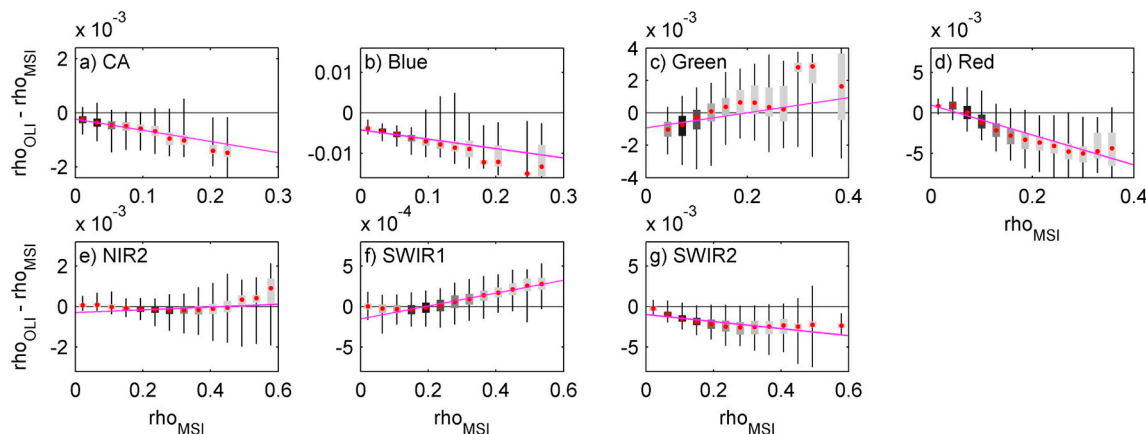 x 10⁻³
a) CA
2
0
-2
0
0.1
0.2
0.3
rho_OLI - rho_MSI
b) Blue
0.01
0
-0.01
0
0.1
0.2
0.3
x 10⁻³
c) Green
4
2
0
-2
-4
0
0.1
0.2
0.3
0.4
x 10⁻³
d) Red
5
0
-5
0
0.2
0.4
rho_MSI
x 10⁻³
e) NIR2
2
0
-2
0
0.2
0.4
0.6
rho_OLI - rho_MSI
rho_MSI
x 10⁻⁴
f) SWIR1
5
0
-5
0
0.2
0.4
0.6
rho_MSI
x 10⁻³
g) SWIR2
5
0
-5
0
0.2
0.4
0.6
rho_MSI